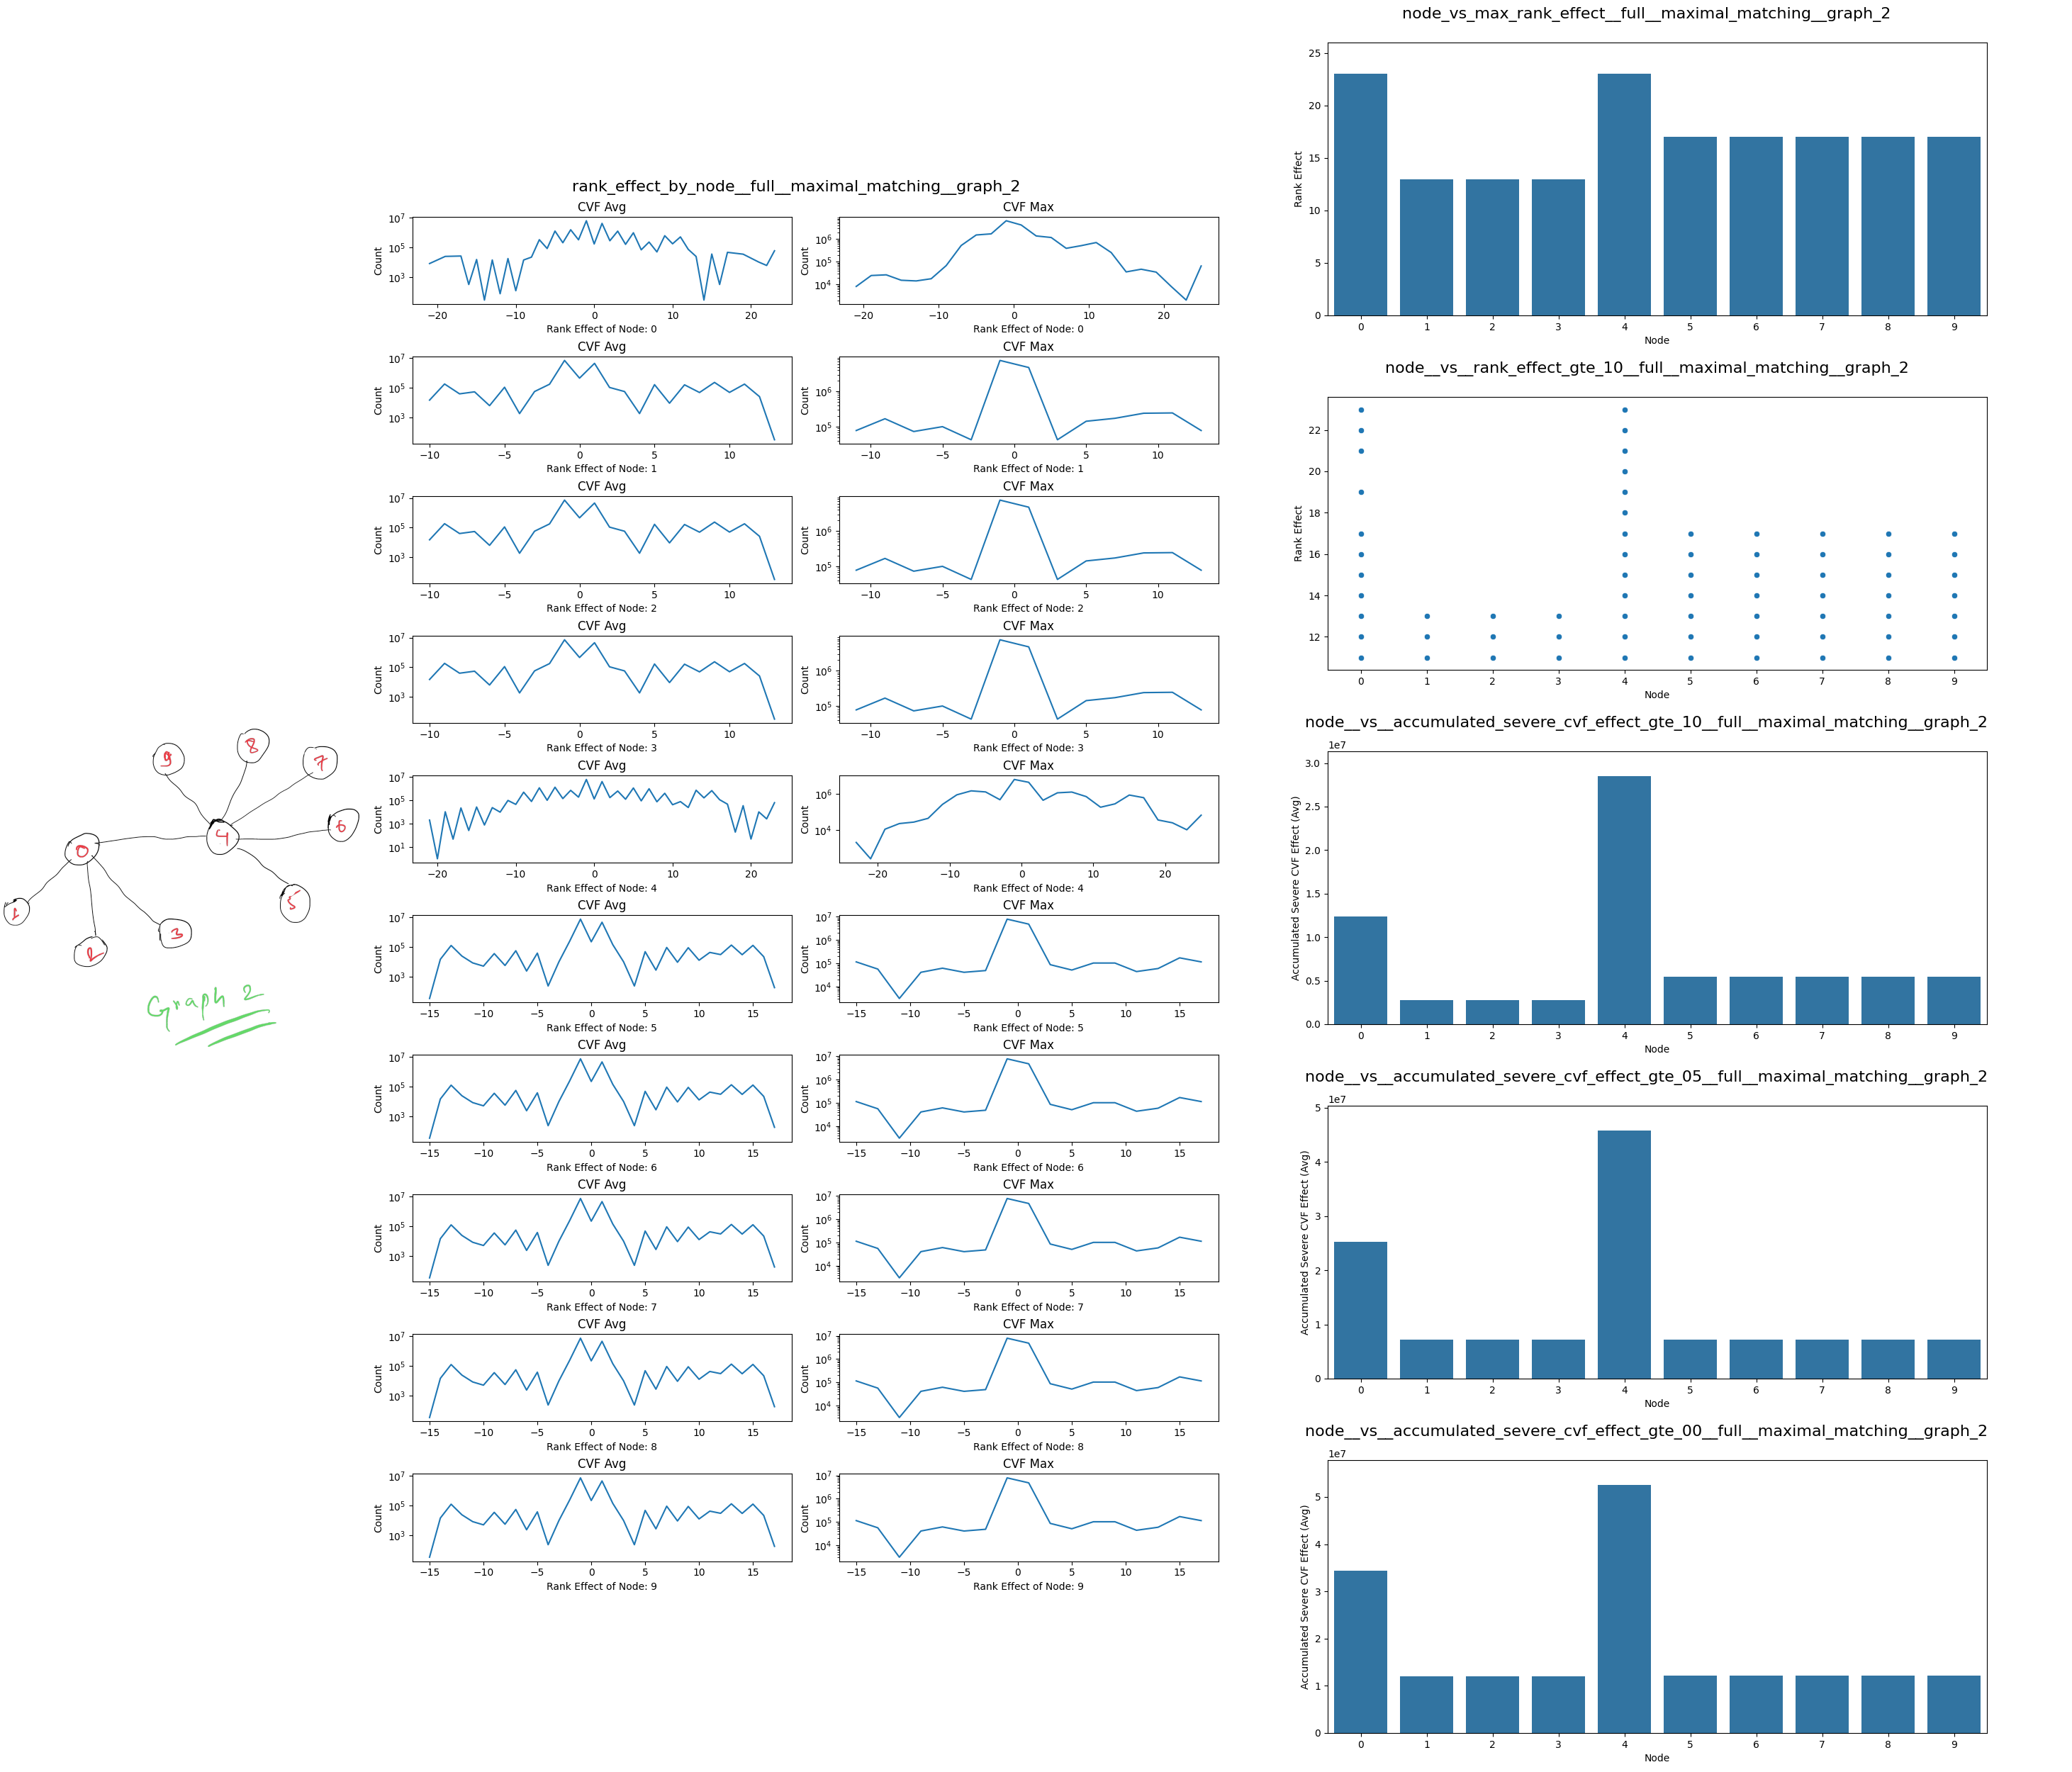 9
8
7
6
4
0
5
1
2
3
Graph 2
rank_effect_by_node__full__maximal_matching__graph_2
CVF Avg
CVF Max
10^7
10^5
10^3
10^6
10^5
10^4
Count
Count
−20 −10 0 10 20
−20 −10 0 10 20
Rank Effect of Node: 0
Rank Effect of Node: 0
CVF Avg
CVF Max
10^7
10^5
10^3
10^6
10^5
Count
Count
−10 −5 0 5 10
−10 −5 0 5 10
Rank Effect of Node: 1
Rank Effect of Node: 1
CVF Avg
CVF Max
10^7
10^5
10^3
10^6
10^5
Count
Count
−10 −5 0 5 10
−10 −5 0 5 10
Rank Effect of Node: 2
Rank Effect of Node: 2
CVF Avg
CVF Max
10^7
10^5
10^3
10^6
10^5
Count
Count
−10 −5 0 5 10
−10 −5 0 5 10
Rank Effect of Node: 3
Rank Effect of Node: 3
CVF Avg
CVF Max
10^7
10^5
10^3
10^1
10^6
10^4
Count
Count
−20 −10 0 10 20
−20 −10 0 10 20
Rank Effect of Node: 4
Rank Effect of Node: 4
CVF Avg
CVF Max
10^7
10^5
10^3
10^7
10^6
10^5
10^4
Count
Count
−15 −10 −5 0 5 10 15
−15 −10 −5 0 5 10 15
Rank Effect of Node: 5
Rank Effect of Node: 5
CVF Avg
CVF Max
10^7
10^5
10^3
10^7
10^6
10^5
10^4
Count
Count
−15 −10 −5 0 5 10 15
−15 −10 −5 0 5 10 15
Rank Effect of Node: 6
Rank Effect of Node: 6
CVF Avg
CVF Max
10^7
10^5
10^3
10^7
10^6
10^5
10^4
Count
Count
−15 −10 −5 0 5 10 15
−15 −10 −5 0 5 10 15
Rank Effect of Node: 7
Rank Effect of Node: 7
CVF Avg
CVF Max
10^7
10^5
10^3
10^7
10^6
10^5
10^4
Count
Count
−15 −10 −5 0 5 10 15
−15 −10 −5 0 5 10 15
Rank Effect of Node: 8
Rank Effect of Node: 8
CVF Avg
CVF Max
10^7
10^5
10^3
10^7
10^6
10^5
10^4
Count
Count
−15 −10 −5 0 5 10 15
−15 −10 −5 0 5 10 15
Rank Effect of Node: 9
Rank Effect of Node: 9
node_vs_max_rank_effect__full__maximal_matching__graph_2
25
20
15
10
5
0
Rank Effect
0 1 2 3 4 5 6 7 8 9
Node
node__vs__rank_effect_gte_10__full__maximal_matching__graph_2
22
20
18
16
14
12
Rank Effect
0 1 2 3 4 5 6 7 8 9
Node
node__vs__accumulated_severe_cvf_effect_gte_10__full__maximal_matching__graph_2
1e7
3.0
2.5
2.0
1.5
1.0
0.5
0.0
Accumulated Severe CVF Effect (Avg)
0 1 2 3 4 5 6 7 8 9
Node
node__vs__accumulated_severe_cvf_effect_gte_05__full__maximal_matching__graph_2
1e7
5
4
3
2
1
0
Accumulated Severe CVF Effect (Avg)
0 1 2 3 4 5 6 7 8 9
Node
node__vs__accumulated_severe_cvf_effect_gte_00__full__maximal_matching__graph_2
1e7
5
4
3
2
1
0
Accumulated Severe CVF Effect (Avg)
0 1 2 3 4 5 6 7 8 9
Node